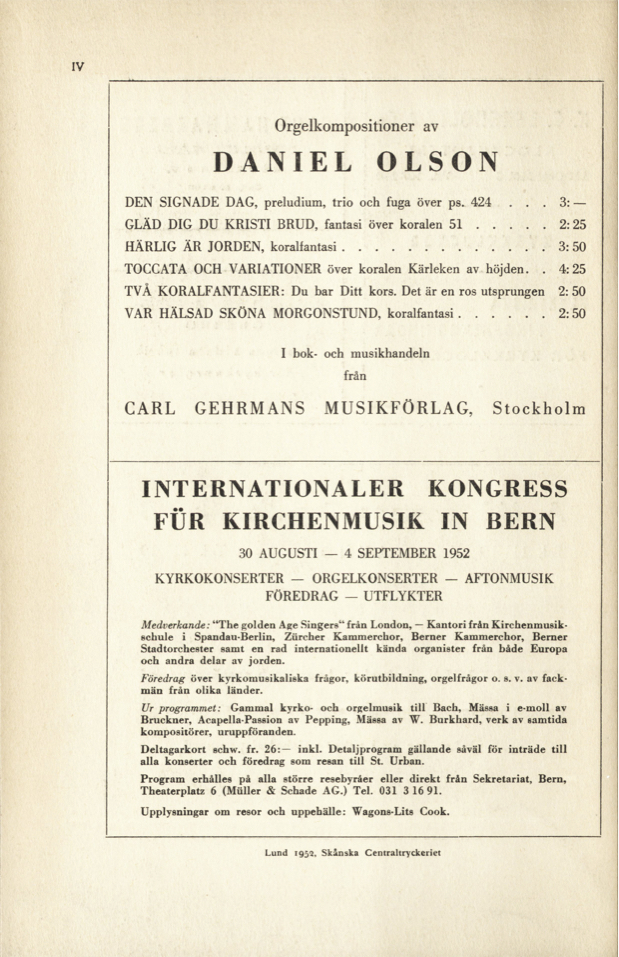 IV
Orgelkompositioner av
DANIEL OLSON
DEN SIGNADE DAG, preludium, trio och fuga över ps. 424 . . . 3: —
GLÄD DIG DU KRISTI BRUD, fantasi över koralen 51 . . . . . 2: 25
HÄRLIG ÄR JORDEN, koralfantasi . . . . . . . . . . . . 3: 50
TOCCATA OCH VARIATIONER över koralen Kärleken av höjden . . 4: 25
TVÅ KORALFANTASIER: Du bar Ditt kors. Det är en ros utsprungen 2: 50
VAR HÄLSAD SKÖNA MORGONSTUND, koralfantasi . . . . . . 2: 50
I bok- och musikhandeln
från
CARL GEHRMANS MUSIKFÖRLAG, Stockholm
INTERNATIONALER KONGRESS
FÜR KIRCHENMUSIK IN BERN
30 AUGUSTI — 4 SEPTEMBER 1952
KYRKOKONSERTER — ORGELKONSERTER — AFTONMUSIK
FÖREDRAG — UTFLYKTER
Medverkande: “The golden Age Singers“ från London, — Kantori från Kirchenmusik-
schule i Spandau-Berlin, Zürcher Kammerchor, Berner Kammerchor, Berner
Stadtorchester samt en rad internationellt kända organister från både Europa
och andra delar av jorden.
Föredrag över kyrkomusikaliska frågor, körutbildning, orgelfrågor o. s. v. av fack-
män från olika länder.
Ur programmet: Gammal kyrko- och orgelmusik till Bach, Mässa i e-moll av
Bruckner, Acapella-Passion av Pepping, Mässa av W. Burkhard, verk av samtida
kompositörer, uruppföranden.
Deltagarkort schw. fr. 26:— inkl. Detaljprogram gällande såväl för inträde till
alla konserter och föredrag som resan till St. Urban.
Program erhålles på alla större resebyråer eller direkt från Sekretariat, Bern,
Theaterplatz 6 (Müller & Schade AG.) Tel. 031 3 16 91.
Upplysningar om resor och uppehälle: Wagons-Lits Cook.
Lund 1952, Skånska Centraltryckeriet